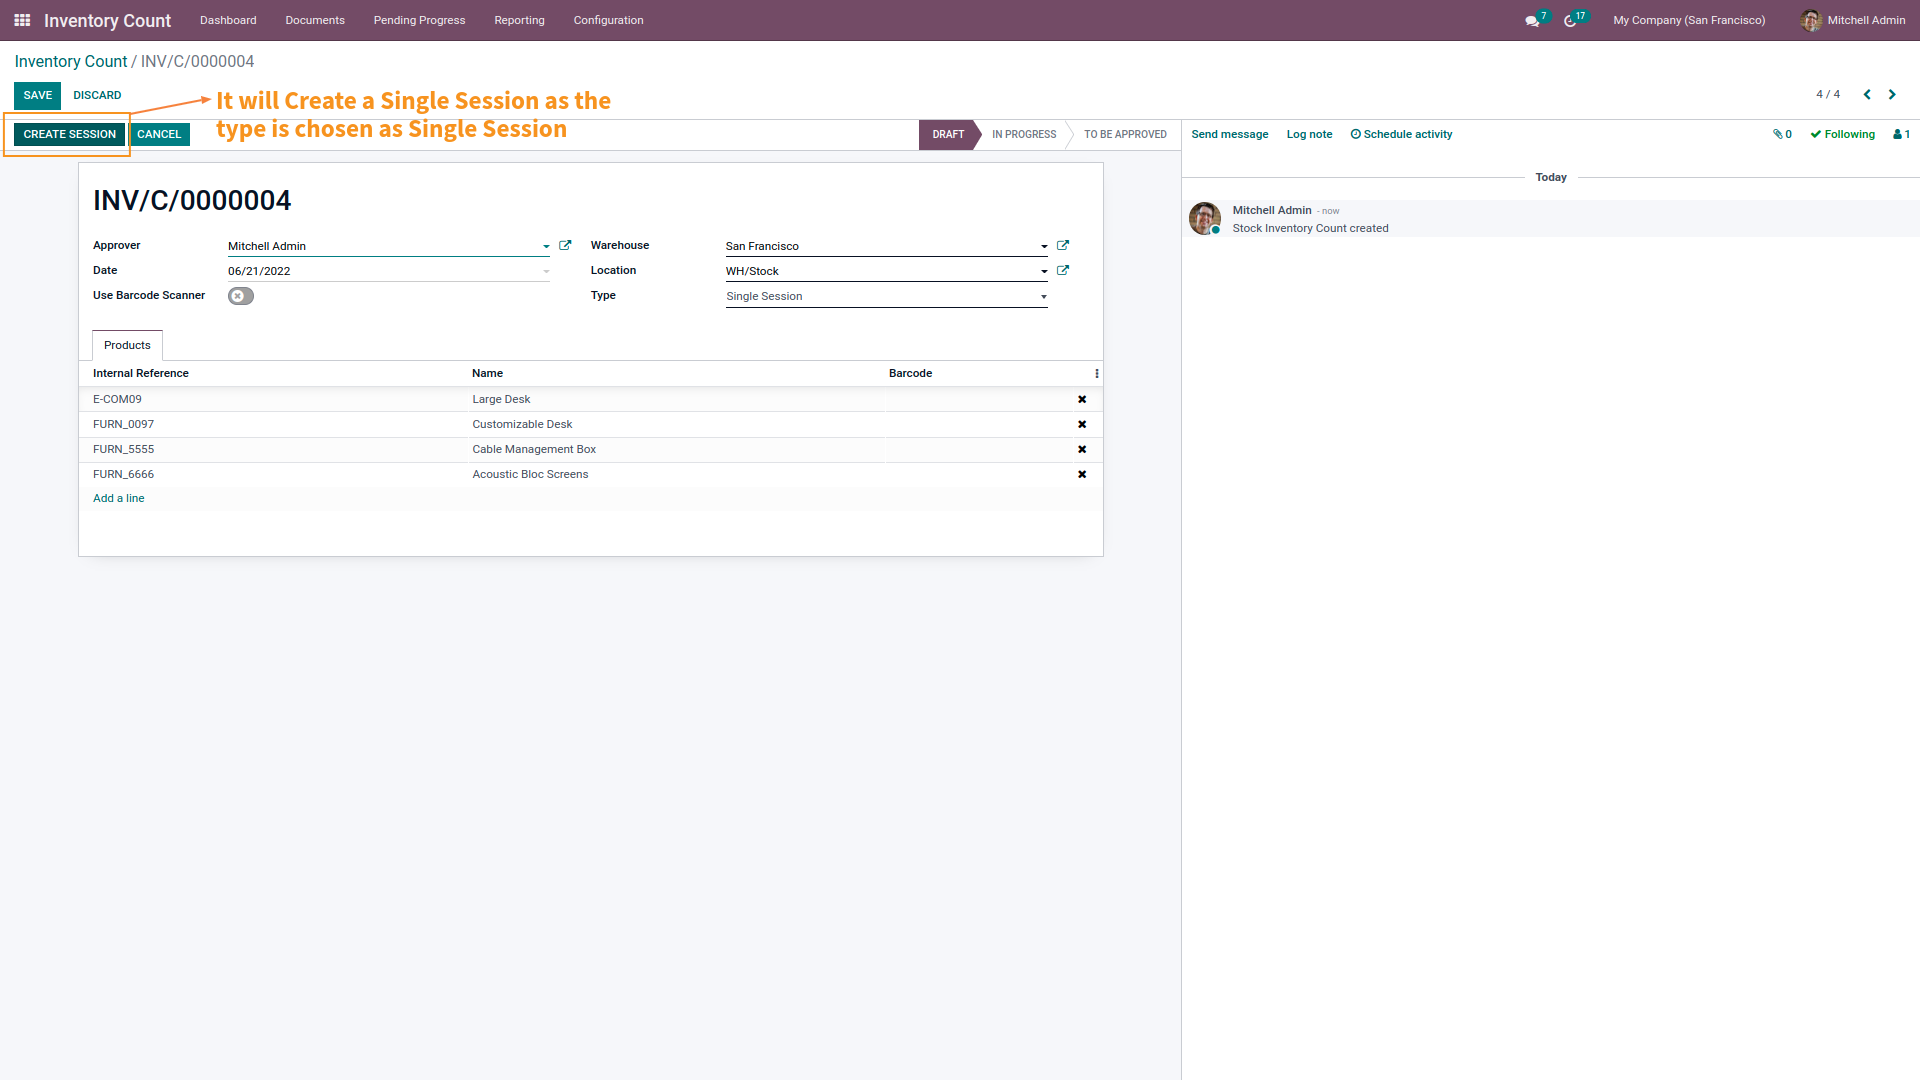 Inventory Count Dashboard Documents Pending Progress Reporting Configuration 7 17 My Company (San Francisco) Mitchell Admin
Inventory Count / INV/C/0000004
SAVE DISCARD 4 / 4
It will Create a Single Session as the
type is chosen as Single Session
CREATE SESSION CANCEL DRAFT IN PROGRESS TO BE APPROVED Send message Log note Schedule activity 0 Following 1
Today
INV/C/0000004
Mitchell Admin - now
Stock Inventory Count created
Approver Mitchell Admin Warehouse San Francisco
Date 06/21/2022 Location WH/Stock
Use Barcode Scanner Type Single Session
Products
Internal Reference Name Barcode
E-COM09 Large Desk
FURN_0097 Customizable Desk
FURN_5555 Cable Management Box
FURN_6666 Acoustic Bloc Screens
Add a line